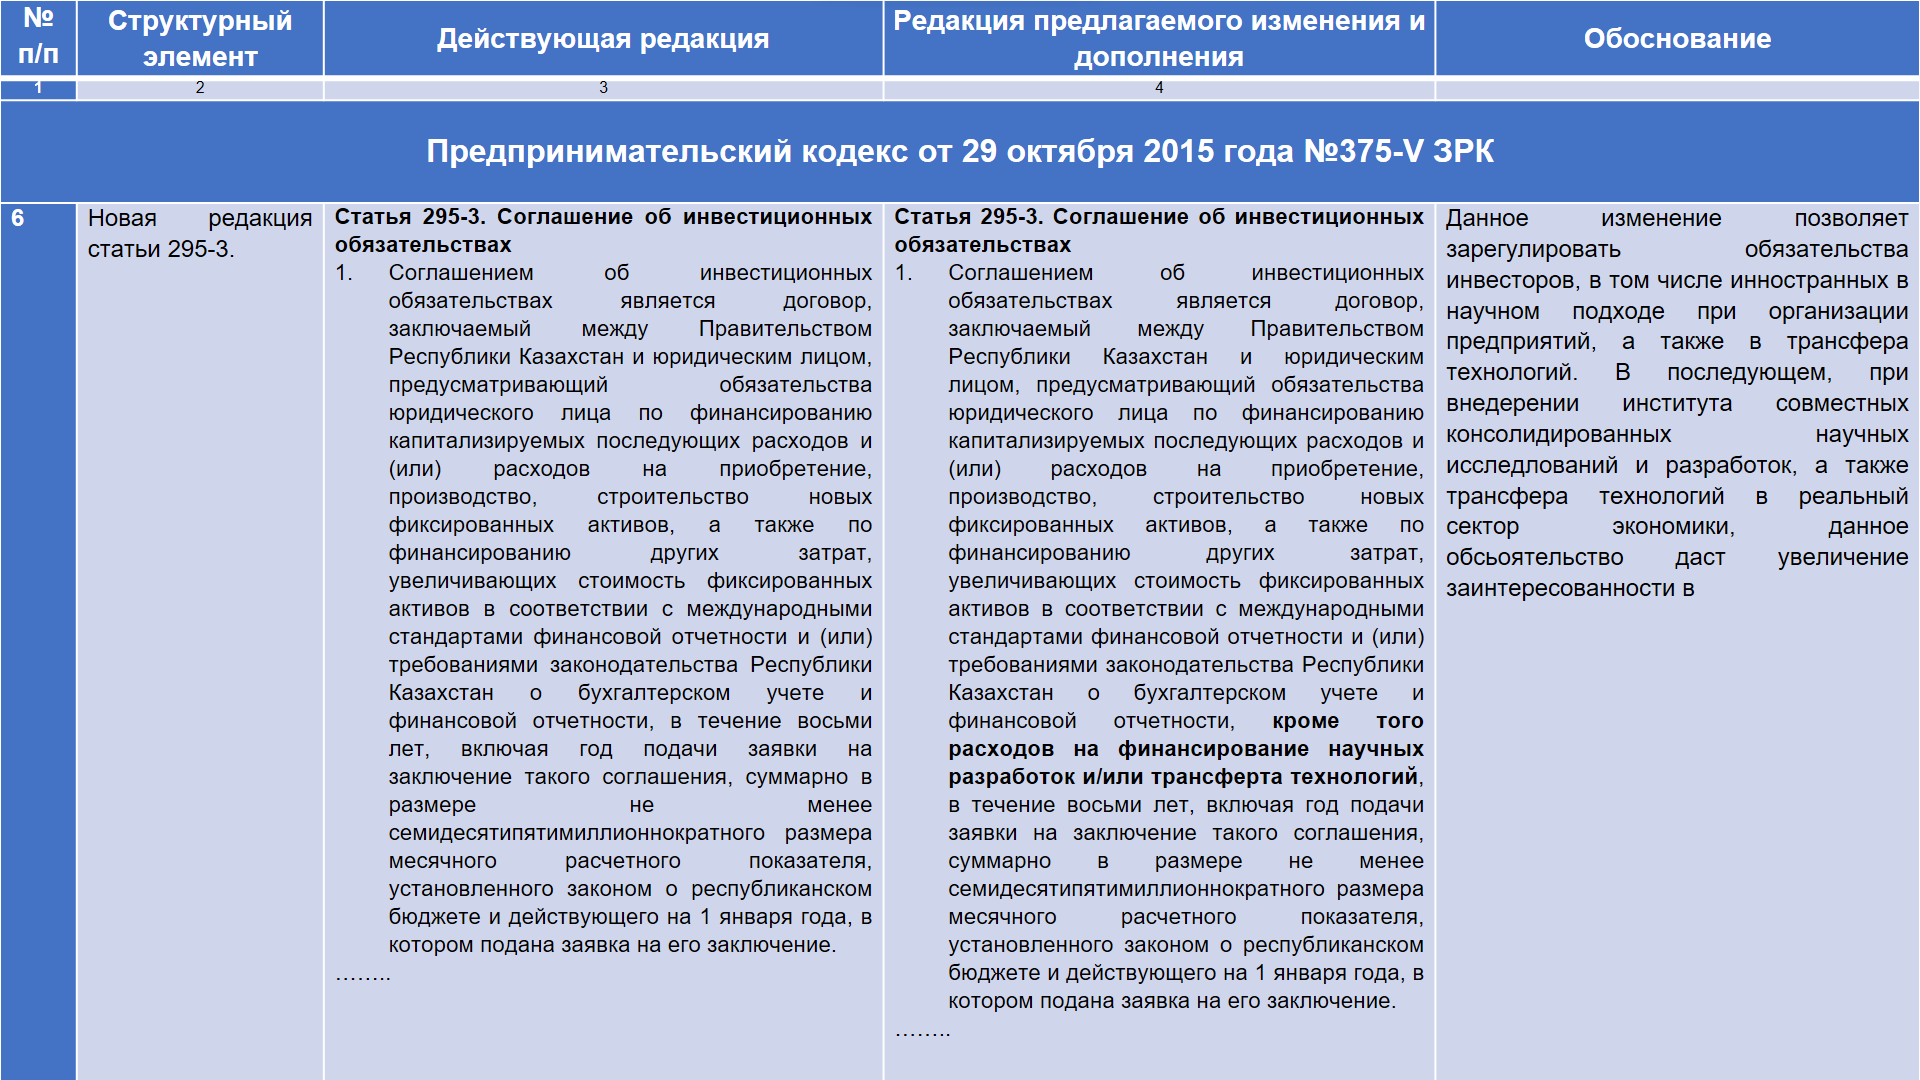 №
п/п
Структурный
элемент
Действующая редакция
Редакция предлагаемого изменения и
дополнения
Обоснование
1
2
3
4
Предпринимательский кодекс от 29 октября 2015 года №375-V ЗРК
6
Новая редакция
статьи 295-3.
Статья 295-3. Соглашение об инвестиционных
обязательствах
1. Соглашением об инвестиционных
обязательствах является договор,
заключаемый между Правительством
Республики Казахстан и юридическим лицом,
предусматривающий обязательства
юридического лица по финансированию
капитализируемых последующих расходов и
(или) расходов на приобретение,
производство, строительство новых
фиксированных активов, а также по
финансированию других затрат,
увеличивающих стоимость фиксированных
активов в соответствии с международными
стандартами финансовой отчетности и (или)
требованиями законодательства Республики
Казахстан о бухгалтерском учете и
финансовой отчетности, в течение восьми
лет, включая год подачи заявки на
заключение такого соглашения, суммарно в
размере не менее
семидесятипятимиллионнократного размера
месячного расчетного показателя,
установленного законом о республиканском
бюджете и действующего на 1 января года, в
котором подана заявка на его заключение.
……..
Статья 295-3. Соглашение об инвестиционных
обязательствах
1. Соглашением об инвестиционных
обязательствах является договор,
заключаемый между Правительством
Республики Казахстан и юридическим
лицом, предусматривающий обязательства
юридического лица по финансированию
капитализируемых последующих расходов и
(или) расходов на приобретение,
производство, строительство новых
фиксированных активов, а также по
финансированию других затрат,
увеличивающих стоимость фиксированных
активов в соответствии с международными
стандартами финансовой отчетности и (или)
требованиями законодательства Республики
Казахстан о бухгалтерском учете и
финансовой отчетности, кроме того
расходов на финансирование научных
разработок и/или трансферта технологий,
в течение восьми лет, включая год подачи
заявки на заключение такого соглашения,
суммарно в размере не менее
семидесятипятимиллионнократного размера
месячного расчетного показателя,
установленного законом о республиканском
бюджете и действующего на 1 января года, в
котором подана заявка на его заключение.
……..
Данное изменение позволяет
зарегулировать обязательства
инвесторов, в том числе инностранных в
научном подходе при организации
предприятий, а также в трансфера
технологий. В последующем, при
внедерении института совместных
консолидированных научных
исследлований и разработок, а также
трансфера технологий в реальный
сектор экономики, данное
обсьоятельство даст увеличение
заинтересованности в